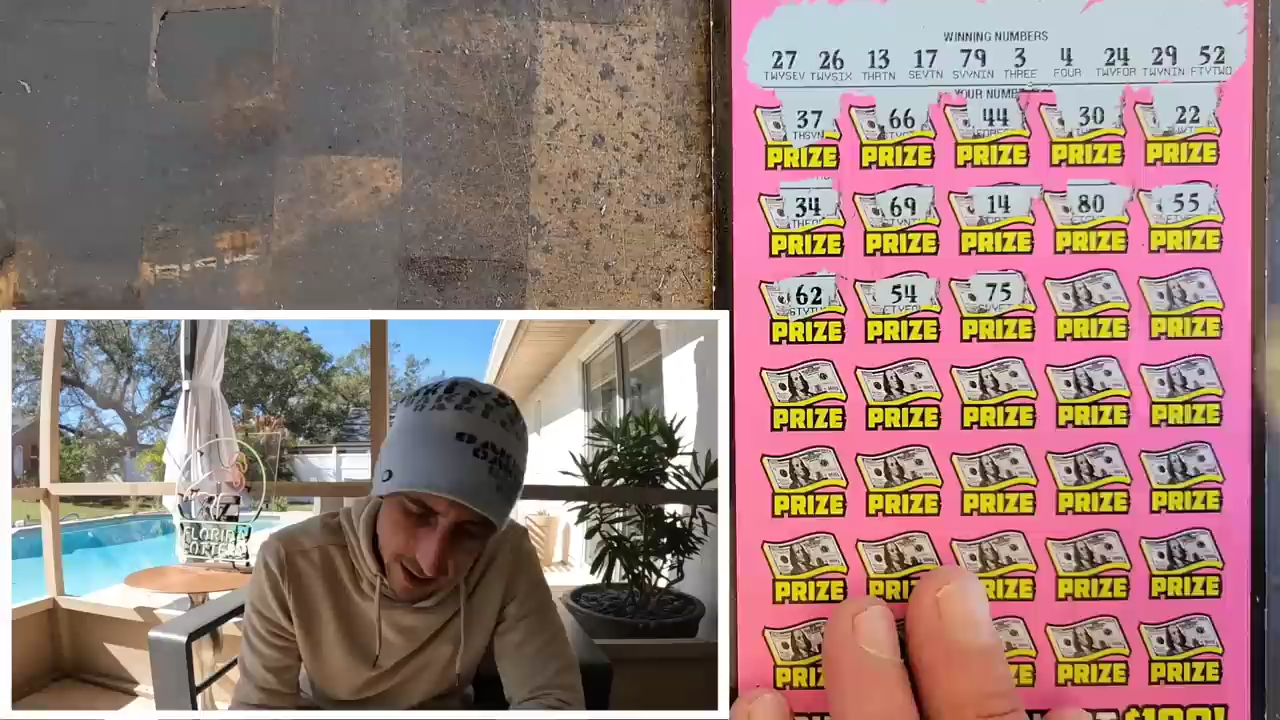 WINNING NUMBERS
27 26 13 17 79 3 4 24 29 52
TWYSEV TWYSIX THRTN SEVTN SVYNIN THREE FOUR TWYFOR TWYNIN FTYTWO
YOUR
37 66 44 30 22
THSVN
PRIZE PRIZE PRIZE PRIZE PRIZE
34 69 14 80 55
PRIZE PRIZE PRIZE PRIZE PRIZE
62 54 75
PRIZE PRIZE PRIZE PRIZE PRIZE
PRIZE PRIZE PRIZE PRIZE PRIZE
PRIZE PRIZE PRIZE PRIZE PRIZE
PRIZE PRIZE PRIZE PRIZE
PRIZE PRIZE
$100!
FLORIDA
LOTTERY